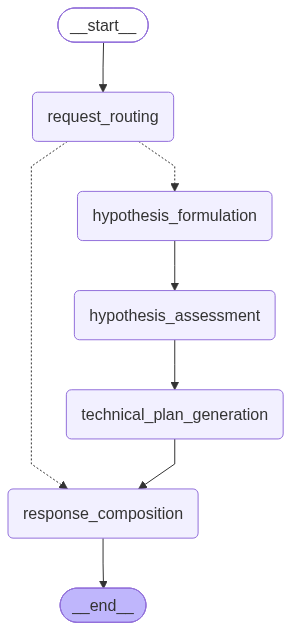 __start__
request_routing
hypothesis_formulation
hypothesis_assessment
technical_plan_generation
response_composition
__end__